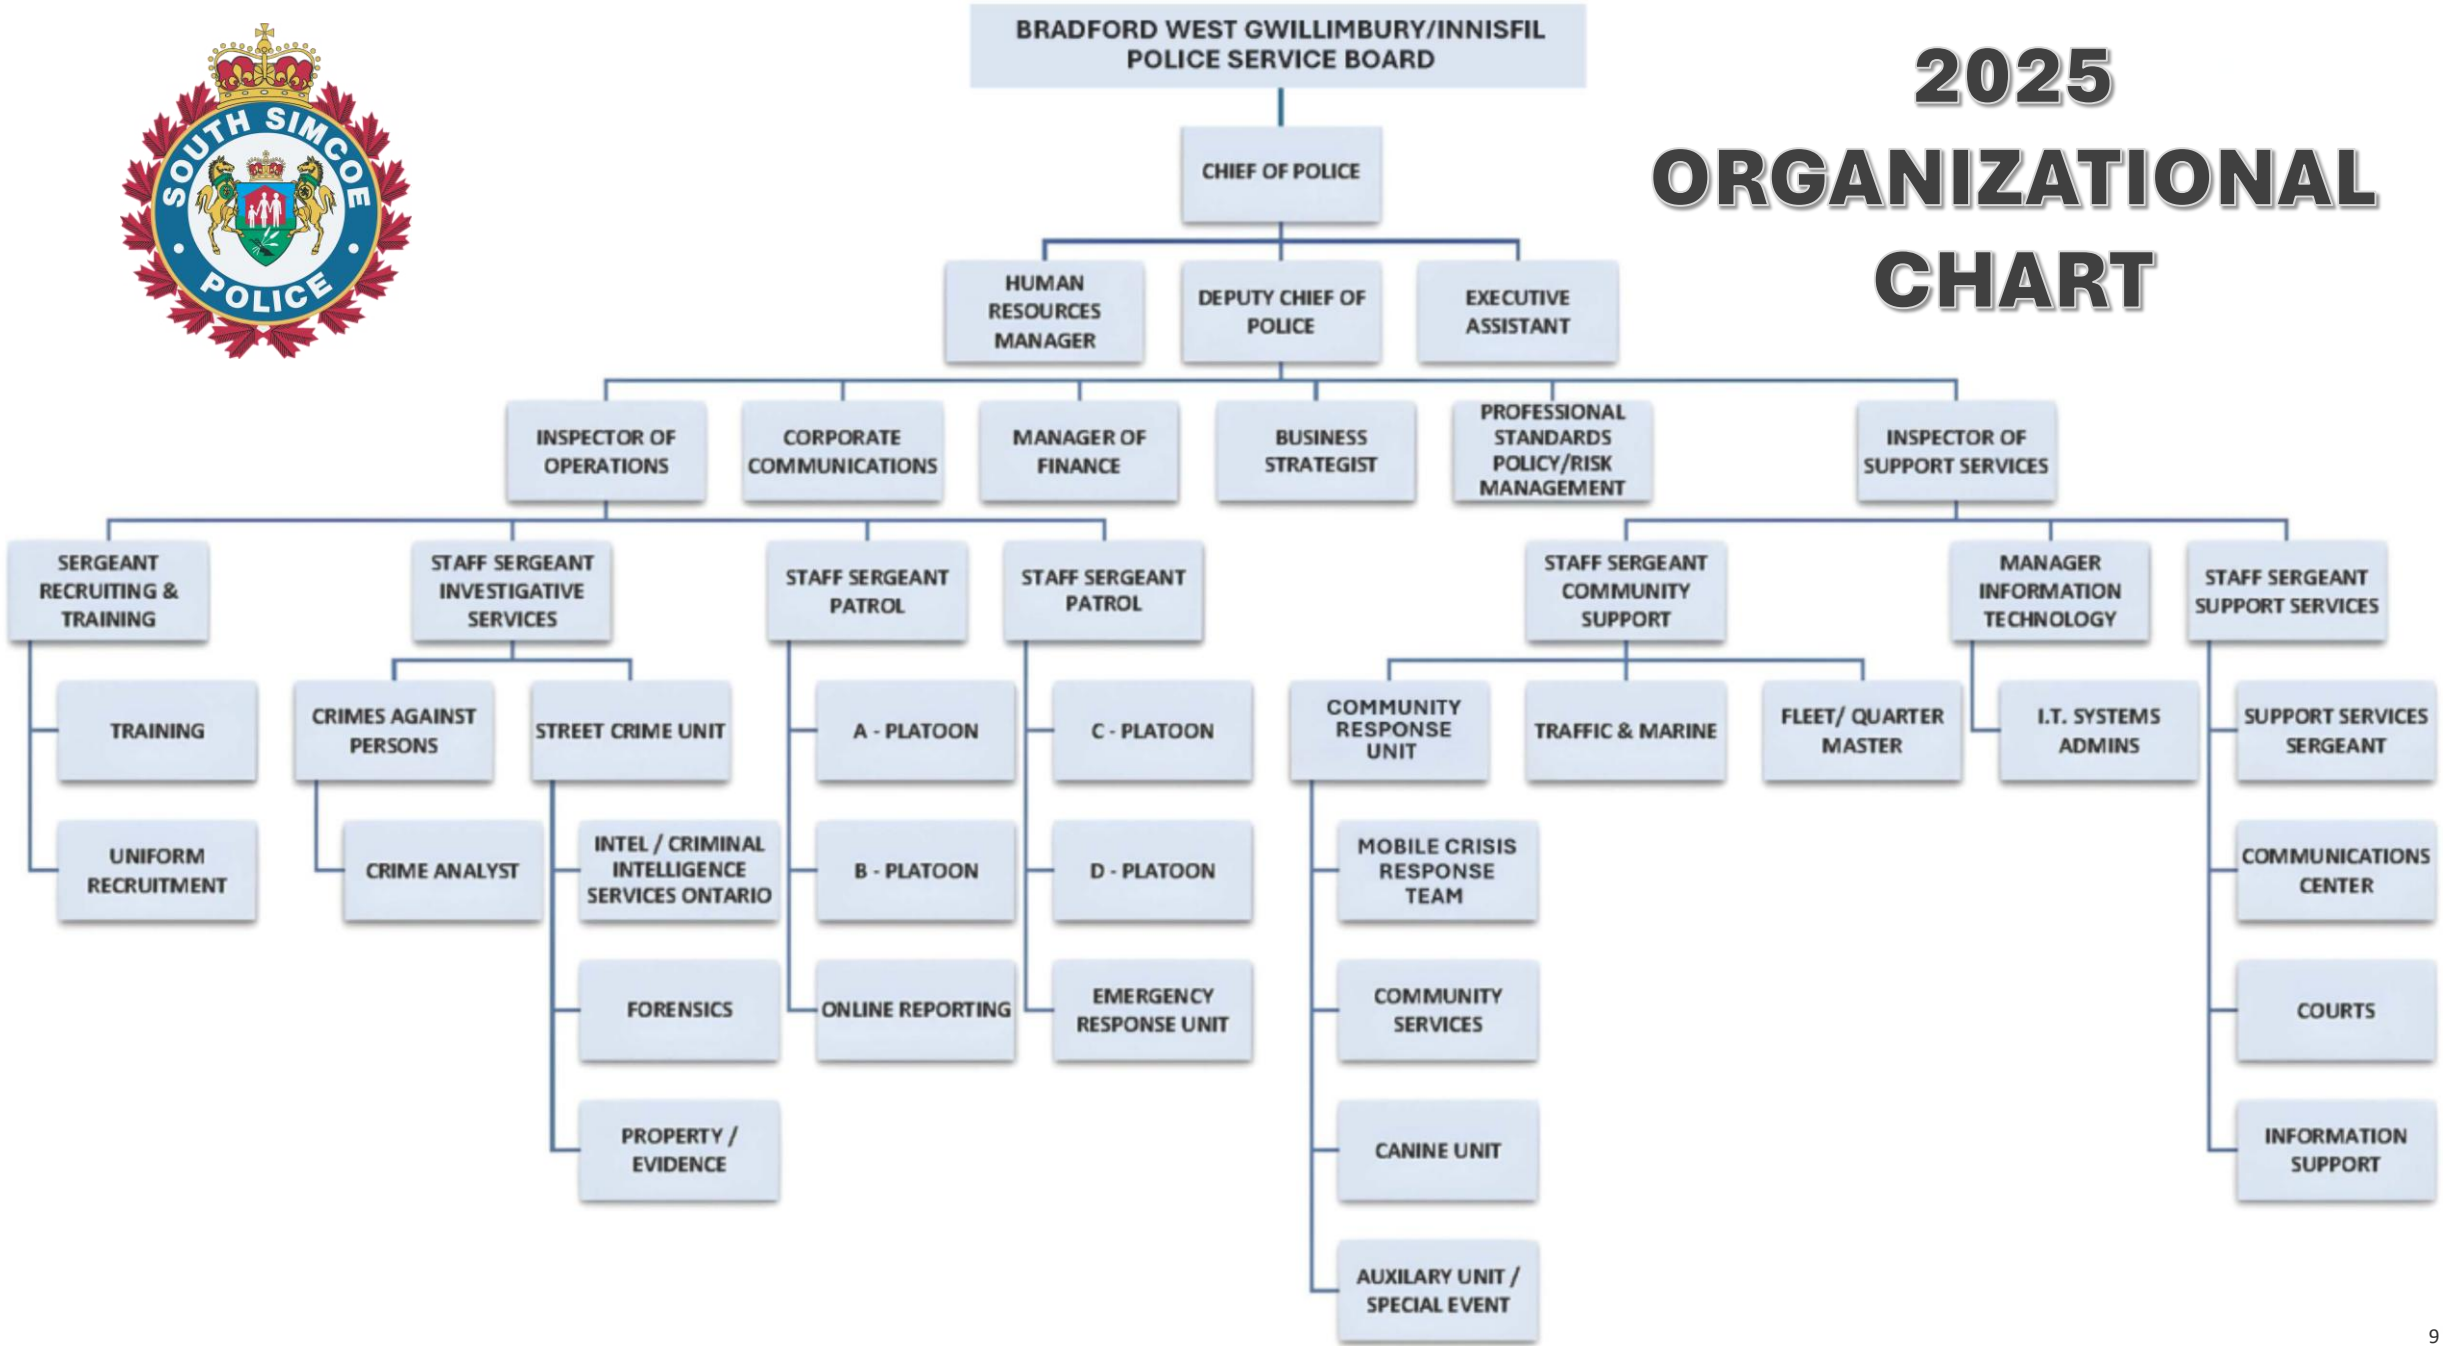 BRADFORD WEST GWILLIMBURY/INNISFIL
POLICE SERVICE BOARD
SOUTH SIMCOE
POLICE
2025
ORGANIZATIONAL
CHART
CHIEF OF POLICE
HUMAN
RESOURCES
MANAGER
DEPUTY CHIEF OF
POLICE
EXECUTIVE
ASSISTANT
INSPECTOR OF
OPERATIONS
CORPORATE
COMMUNICATIONS
MANAGER OF
FINANCE
BUSINESS
STRATEGIST
PROFESSIONAL
STANDARDS
POLICY/RISK
MANAGEMENT
INSPECTOR OF
SUPPORT SERVICES
SERGEANT
RECRUITING &
TRAINING
STAFF SERGEANT
INVESTIGATIVE
SERVICES
STAFF SERGEANT
PATROL
STAFF SERGEANT
PATROL
STAFF SERGEANT
COMMUNITY
SUPPORT
MANAGER
INFORMATION
TECHNOLOGY
STAFF SERGEANT
SUPPORT SERVICES
TRAINING
CRIMES AGAINST
PERSONS
STREET CRIME UNIT
A - PLATOON
C - PLATOON
COMMUNITY
RESPONSE
UNIT
TRAFFIC & MARINE
FLEET/ QUARTER
MASTER
I.T. SYSTEMS
ADMINS
SUPPORT SERVICES
SERGEANT
UNIFORM
RECRUITMENT
CRIME ANALYST
INTEL / CRIMINAL
INTELLIGENCE
SERVICES ONTARIO
B - PLATOON
D - PLATOON
MOBILE CRISIS
RESPONSE
TEAM
COMMUNICATIONS
CENTER
FORENSICS
ONLINE REPORTING
EMERGENCY
RESPONSE UNIT
COMMUNITY
SERVICES
COURTS
PROPERTY /
EVIDENCE
CANINE UNIT
INFORMATION
SUPPORT
AUXILARY UNIT /
SPECIAL EVENT
9